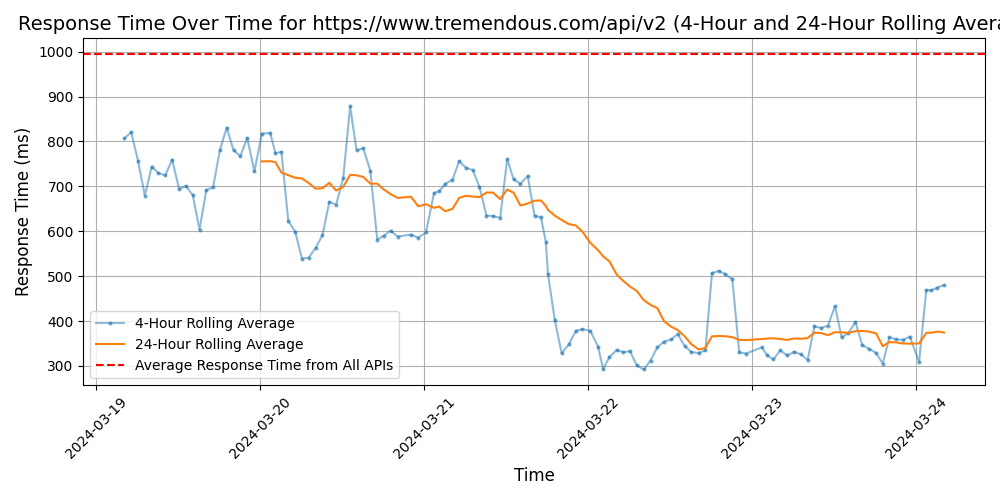 Response Time Over Time for https://www.tremendous.com/api/v2 (4-Hour and 24-Hour Rolling Avera
Response Time (ms)
1000
900
800
700
600
500
400
300
4-Hour Rolling Average
24-Hour Rolling Average
Average Response Time from All APIs
2024-03-19
2024-03-20
2024-03-21
2024-03-22
2024-03-23
2024-03-24
Time